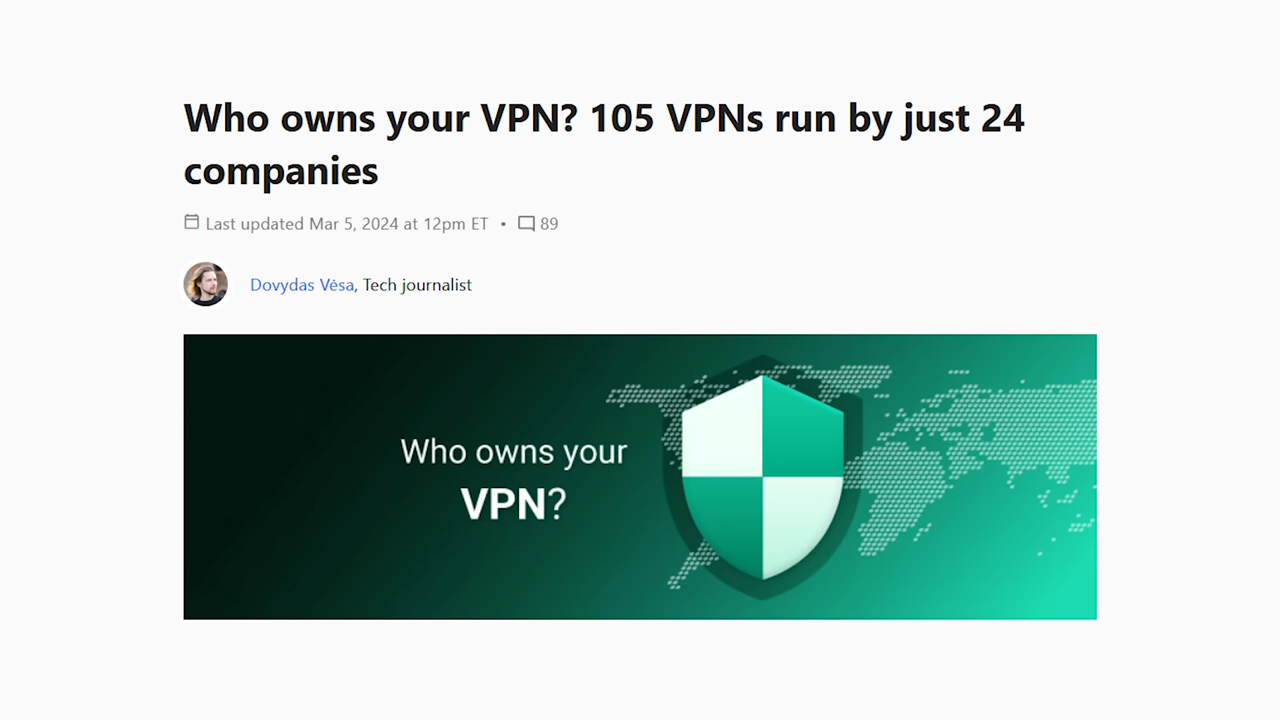 Who owns your VPN? 105 VPNs run by just 24
companies
Last updated Mar 5, 2024 at 12pm ET • 89
Dovydas Vėsa, Tech journalist
Who owns your
VPN?